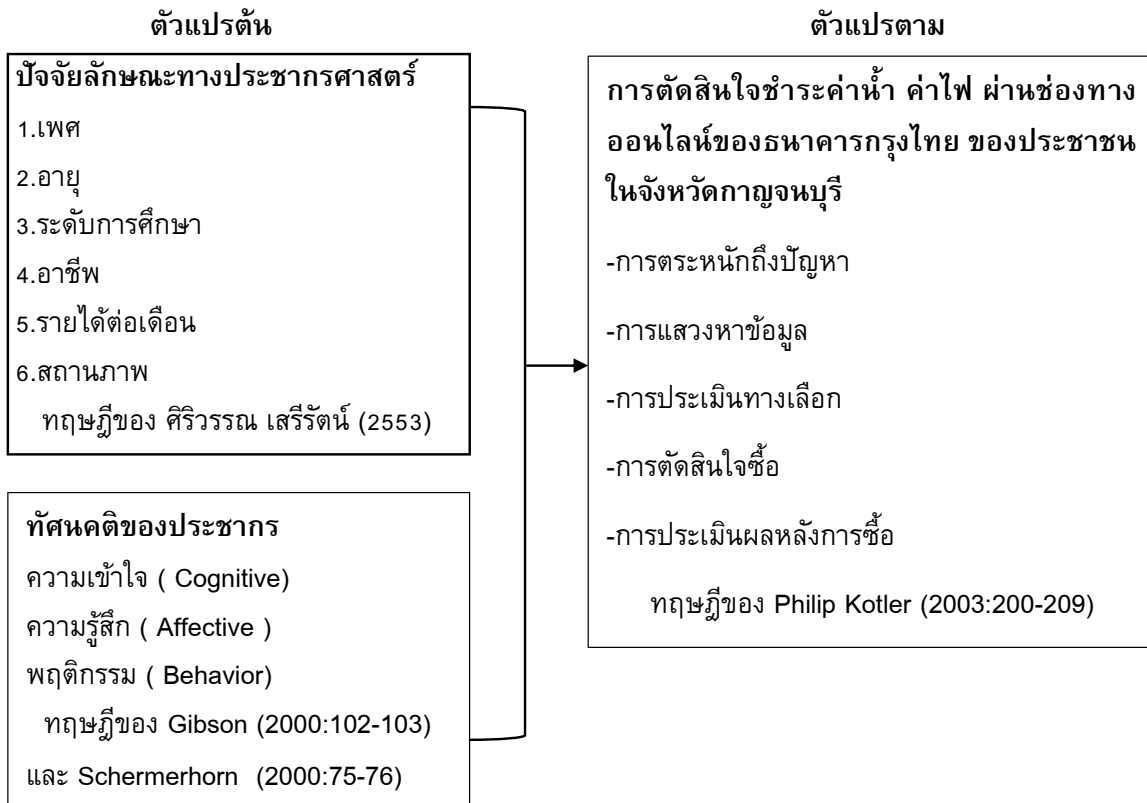 ตัวแปรต้น
ปัจจัยลักษณะทางประชากรศาสตร์
1.เพศ
2.อายุ
3.ระดับการศึกษา
4.อาชีพ
5.รายได้ต่อเดือน
6.สถานภาพ
ทฤษฎีของ ศิริวรรณ เสรีรัตน์ (2553)
ทัศนคติของประชากร
ความเข้าใจ ( Cognitive)
ความรู้สึก ( Affective )
พฤติกรรม ( Behavior)
ทฤษฎีของ Gibson (2000:102-103)
และ Schermerhorn (2000:75-76)
ตัวแปรตาม
การตัดสินใจชำระค่าน้ำ ค่าไฟ ผ่านช่องทาง
ออนไลน์ของธนาคารกรุงไทย ของประชาชน
ในจังหวัดกาญจนบุรี
-การตระหนักถึงปัญหา
-การแสวงหาข้อมูล
-การประเมินทางเลือก
-การตัดสินใจซื้อ
-การประเมินผลหลังการซื้อ
ทฤษฎีของ Philip Kotler (2003:200-209)